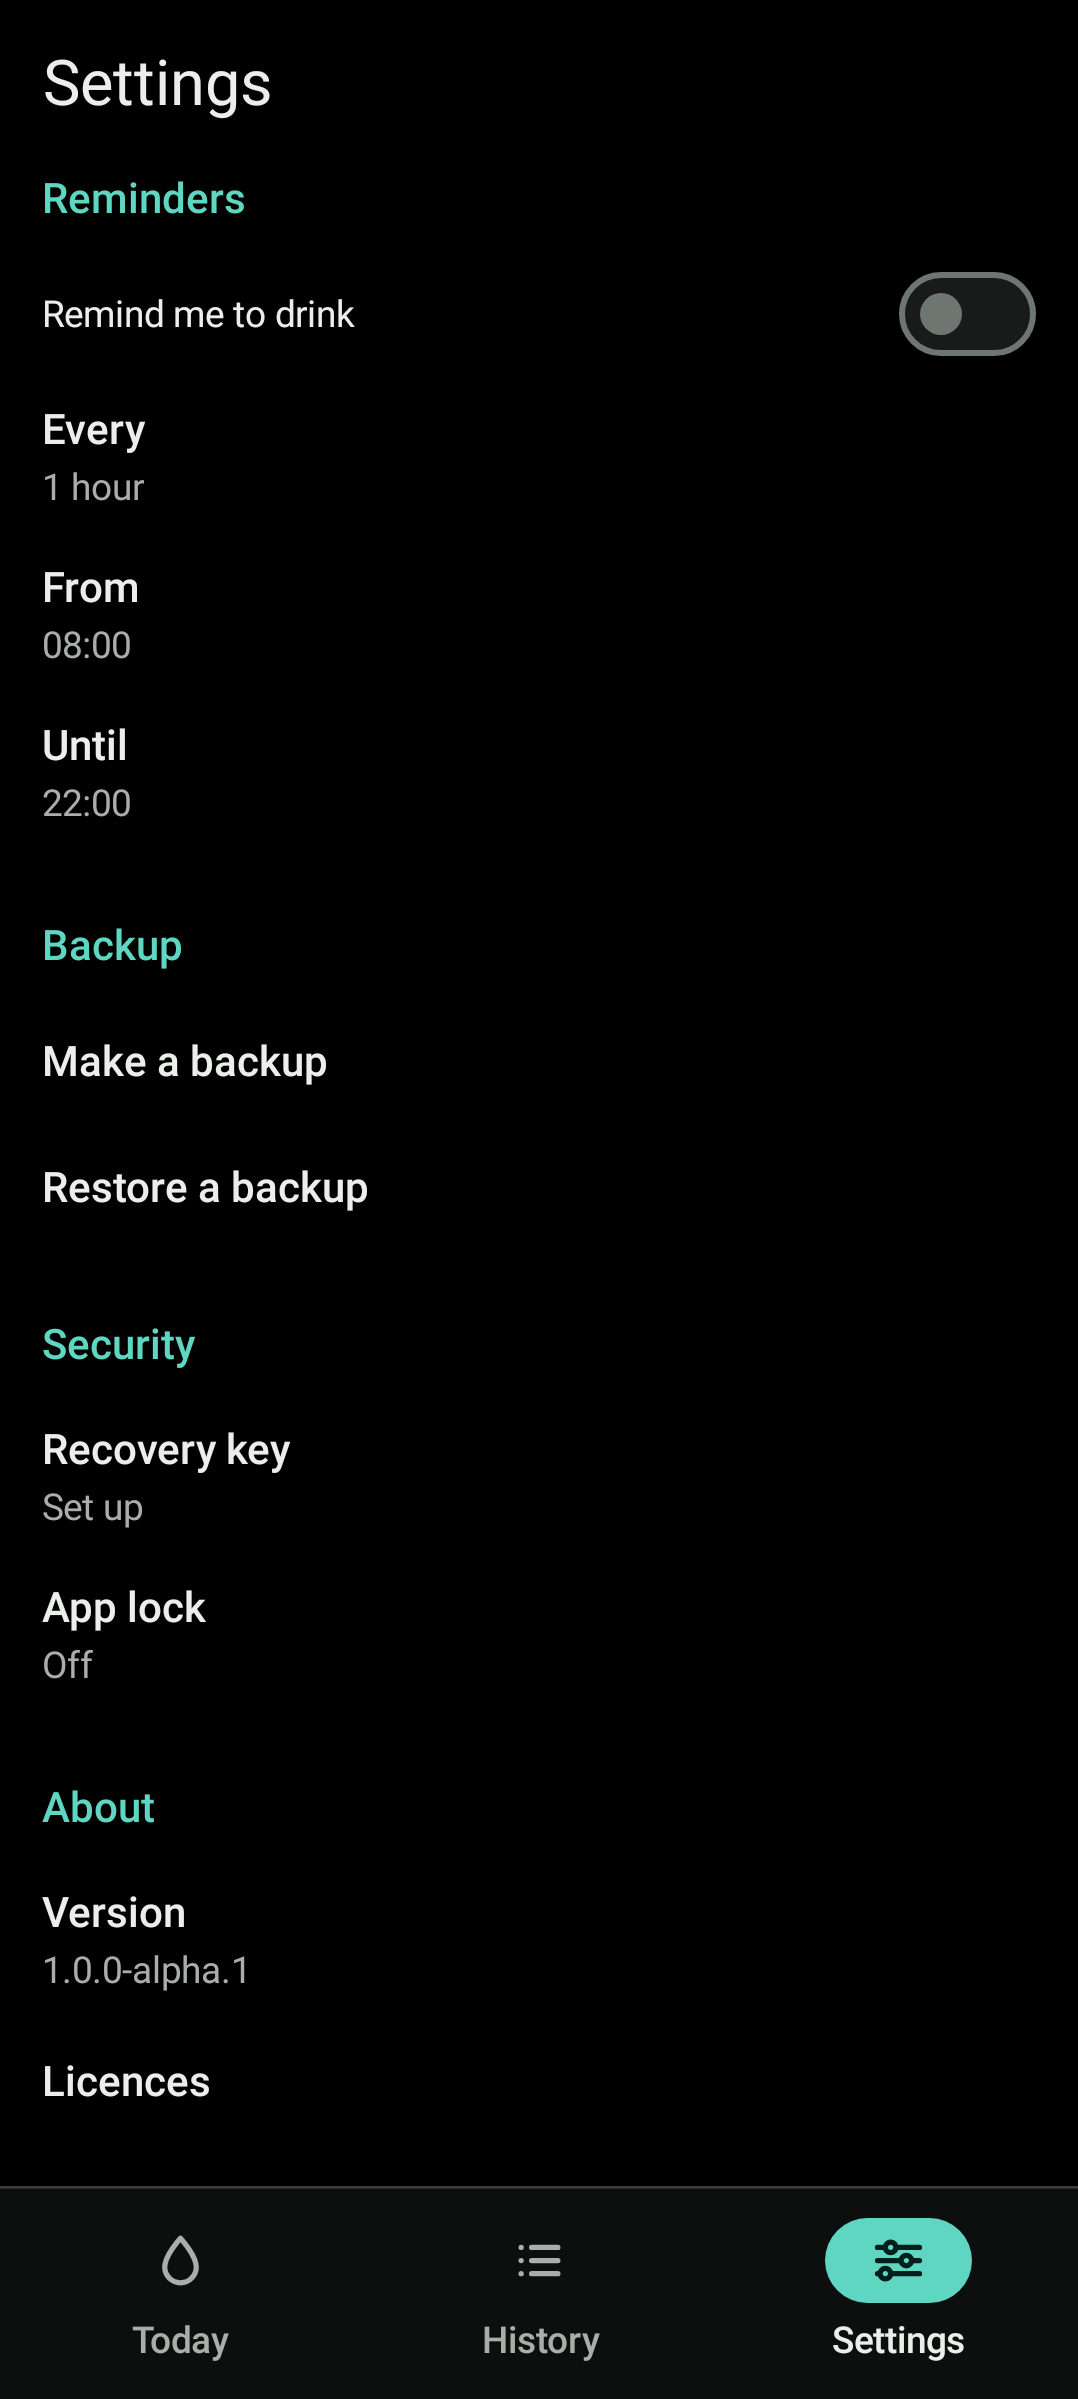 Settings
Reminders
Remind me to drink
Every
1 hour
From
08:00
Until
22:00
Backup
Make a backup
Restore a backup
Security
Recovery key
Set up
App lock
Off
About
Version
1.0.0-alpha.1
Licences
Today
History
Settings